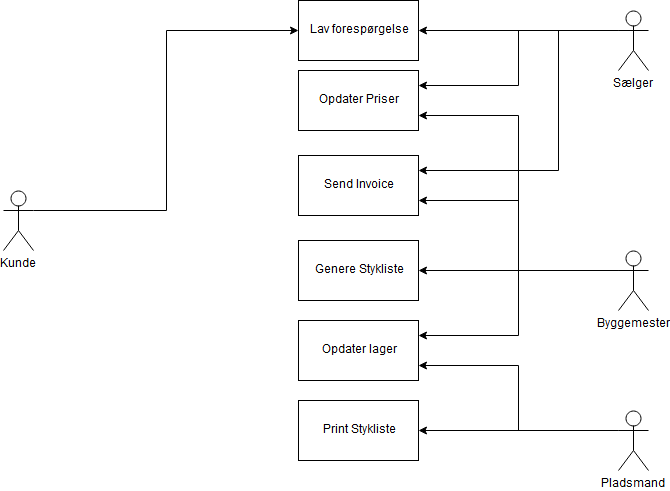 Lav forespørgelse
Sælger
Opdater Priser
Send Invoice
Kunde
Genere Stykliste
Byggemester
Opdater lager
Print Stykliste
Pladsmand